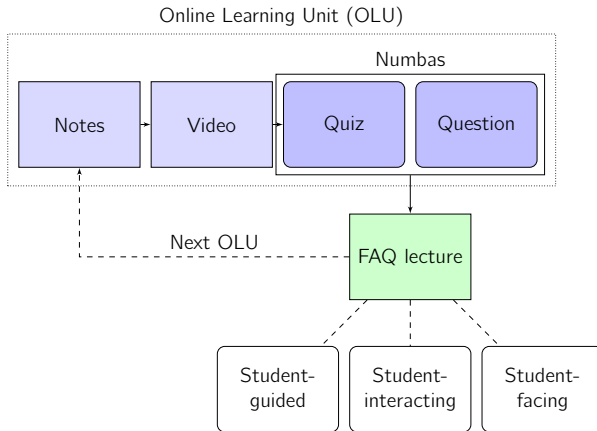 Online Learning Unit (OLU)
Numbas
Notes
Video
Quiz
Question
Next OLU
FAQ lecture
Student-
guided
Student-
interacting
Student-
facing